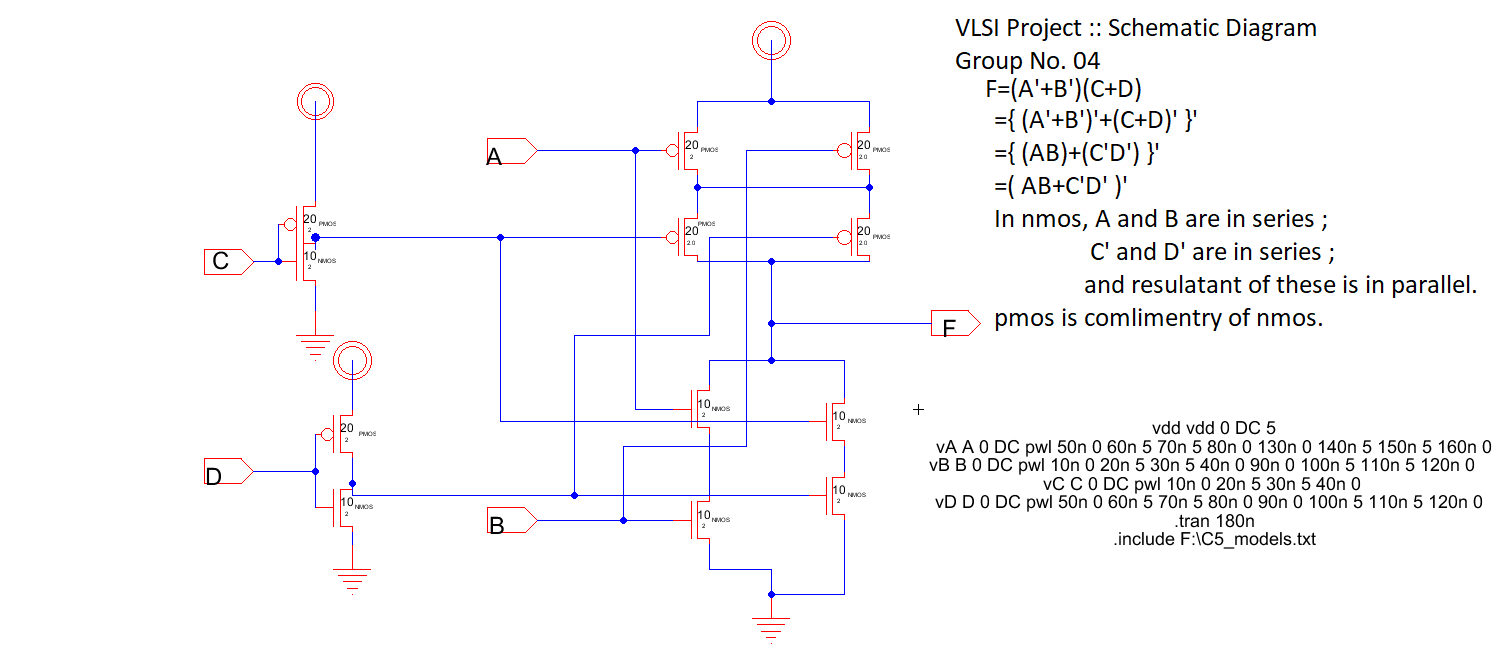 VLSI Project :: Schematic Diagram
Group No. 04
F=(A'+B')(C+D)
={ (A'+B')'+(C+D)' }'
={ (AB)+(C'D') }'
=( AB+C'D' )'
In nmos, A and B are in series ;
C' and D' are in series ;
and resulatant of these is in parallel.
pmos is comlimentry of nmos.
A
20
2
PMOS
20
2.0
PMOS
20
2
PMOS
10
2
NMOS
C
20
2.0
PMOS
20
2.0
PMOS
F
D
20
2
PMOS
10
2
NMOS
10
2
NMOS
10
2
NMOS
10
2
NMOS
B
10
2
NMOS
vdd vdd 0 DC 5
vA A 0 DC pwl 50n 0 60n 5 70n 5 80n 0 130n 0 140n 5 150n 5 160n 0
vB B 0 DC pwl 10n 0 20n 5 30n 5 40n 0 90n 0 100n 5 110n 5 120n 0
vC C 0 DC pwl 10n 0 20n 5 30n 5 40n 0
vD D 0 DC pwl 50n 0 60n 5 70n 5 80n 0 90n 0 100n 5 110n 5 120n 0
.tran 180n
.include F:\C5_models.txt